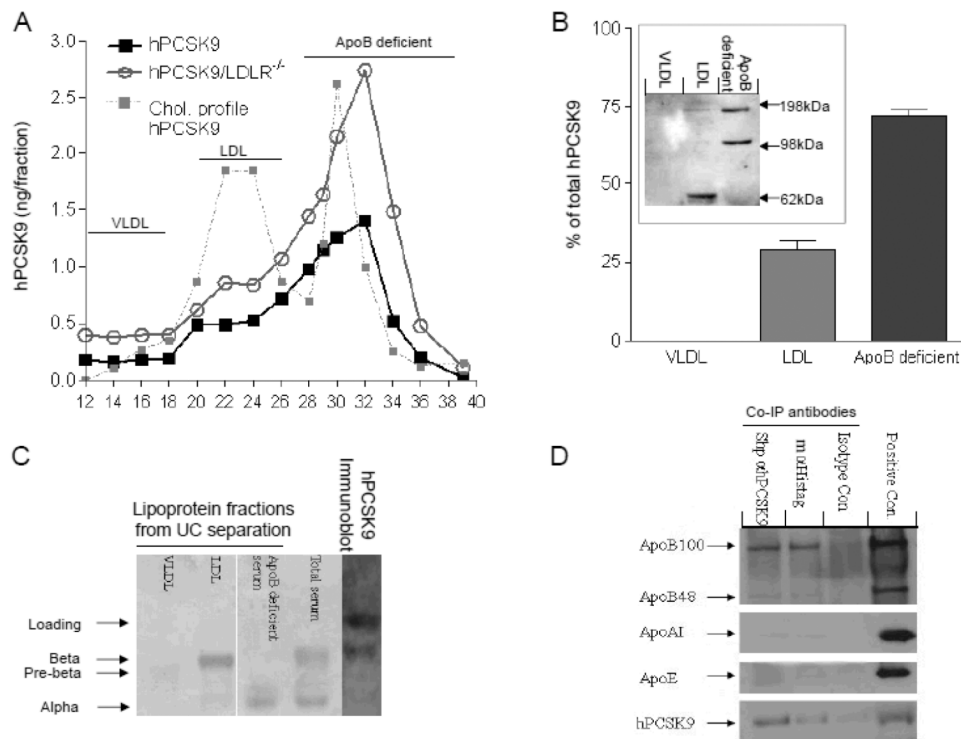 A
3.0
2.5
2.0
1.5
1.0
0.5
0.0
hPCSK9 (ng/fraction)
hPCSK9
hPCSK9/LDLR-/-
Chol. profile
hPCSK9
ApoB deficient
LDL
VLDL
12 14 16 18 20 22 24 26 28 30 32 34 36 38 40
B
100
75
50
25
0
% of total hPCSK9
VLDL
LDL
ApoB
deficient
198kDa
98kDa
62kDa
VLDL LDL ApoB deficient
C
Lipoprotein fractions
from UC separation
hPCSK9
Immunoblot
VLDL
LDL
ApoB deficient
serum
Total serum
Loading
Beta
Pre-beta
Alpha
D
Co-IP antibodies
Isotype Con
Positive Con
ApoB100
ApoB48
ApoAI
ApoE
hPCSK9